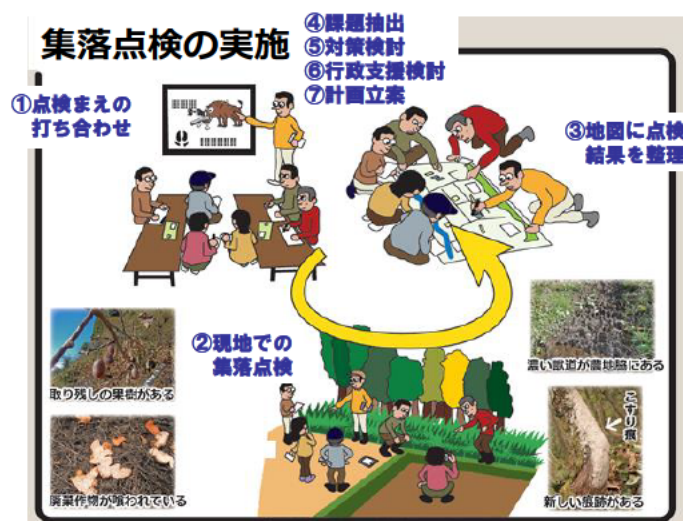 集落点検の実施
④課題抽出
⑤対策検討
⑥行政支援検討
⑦計画立案
①点検まえの
打ち合わせ
③地図に点検
結果を整理
②現地での
集落点検
取り残しの果樹がある
廃菜作物が喰われている
濃い獣道が農地脇にある
こすり痕
新しい痕跡がある